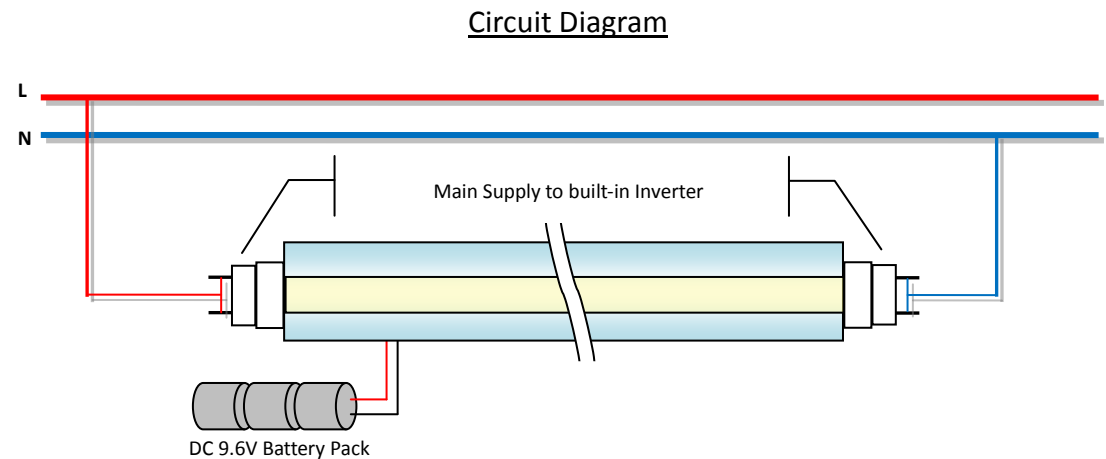 Circuit Diagram
L
N
Main Supply to built-in Inverter
DC 9.6V Battery Pack